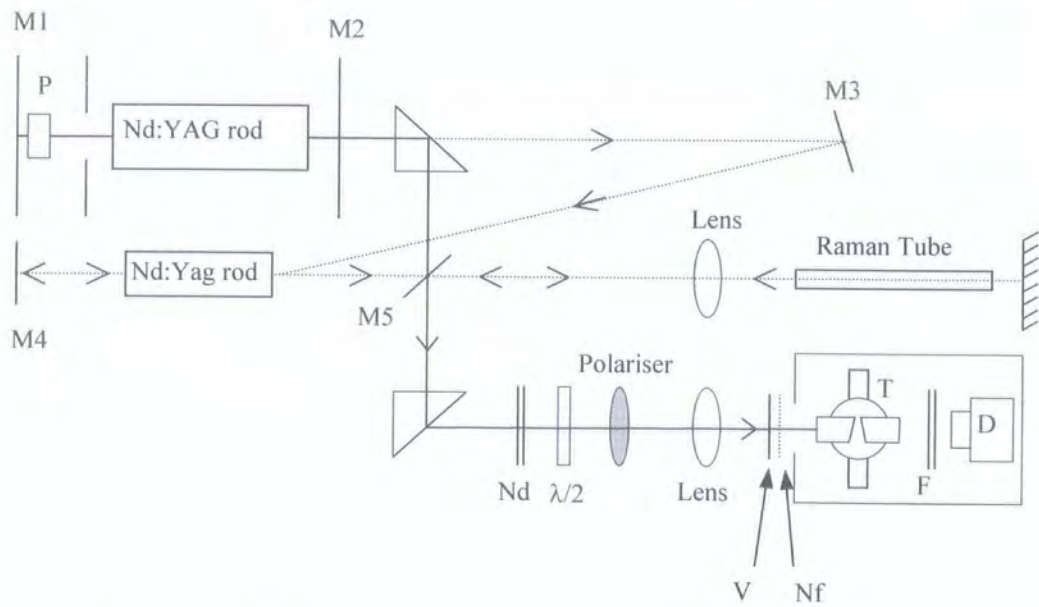 M1
M2
P
M3
Nd:YAG rod
Lens
Raman Tube
Nd:Yag rod
M5
M4
Polariser
T
D
Nd
λ/2
Lens
F
V
Nf